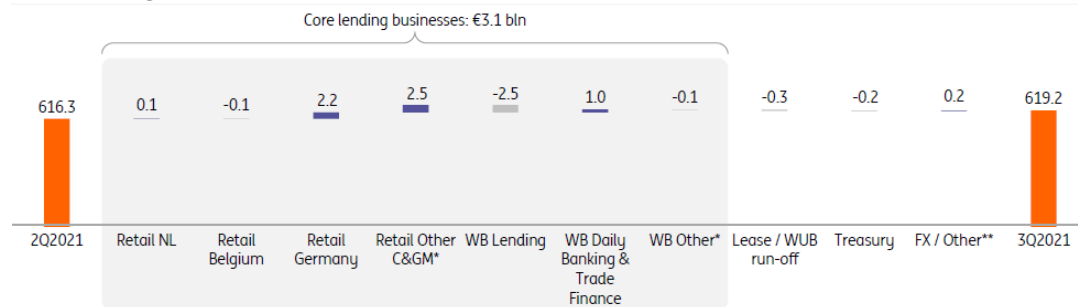 Core lending businesses: €3.1 bln
616.3
0.1
-0.1
2.2
2.5
-2.5
1.0
-0.1
-0.3
-0.2
0.2
619.2
2Q2021
Retail NL
Retail
Belgium
Retail
Germany
Retail Other
C&GM*
WB Lending
WB Daily
Banking &
Trade
Finance
WB Other*
Lease / WUB
run-off
Treasury
FX / Other**
3Q2021